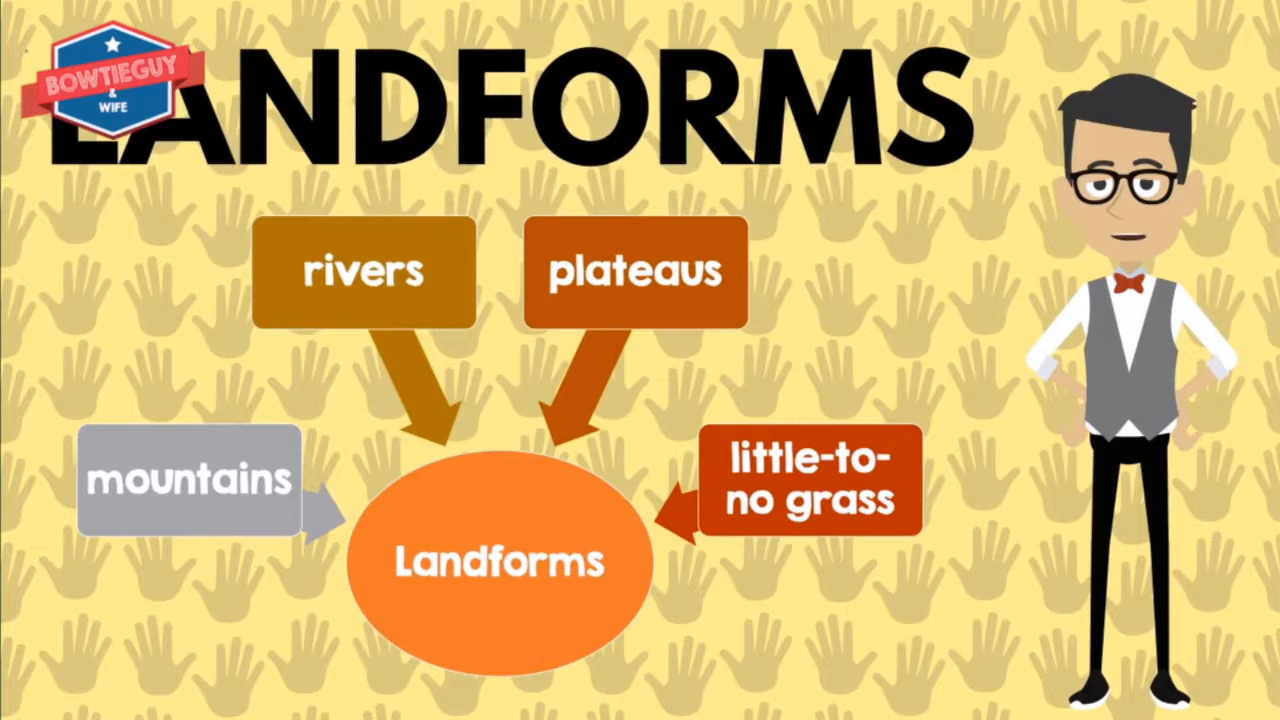 BOWTIEGUY
&
WIFE
LANDFORMS
rivers
plateaus
mountains
little-to-
no grass
Landforms